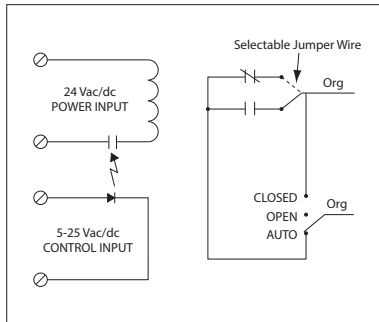 Selectable Jumper Wire
Org
24 Vac/dc
POWER INPUT
CLOSED
OPEN
AUTO
Org
5-25 Vac/dc
CONTROL INPUT